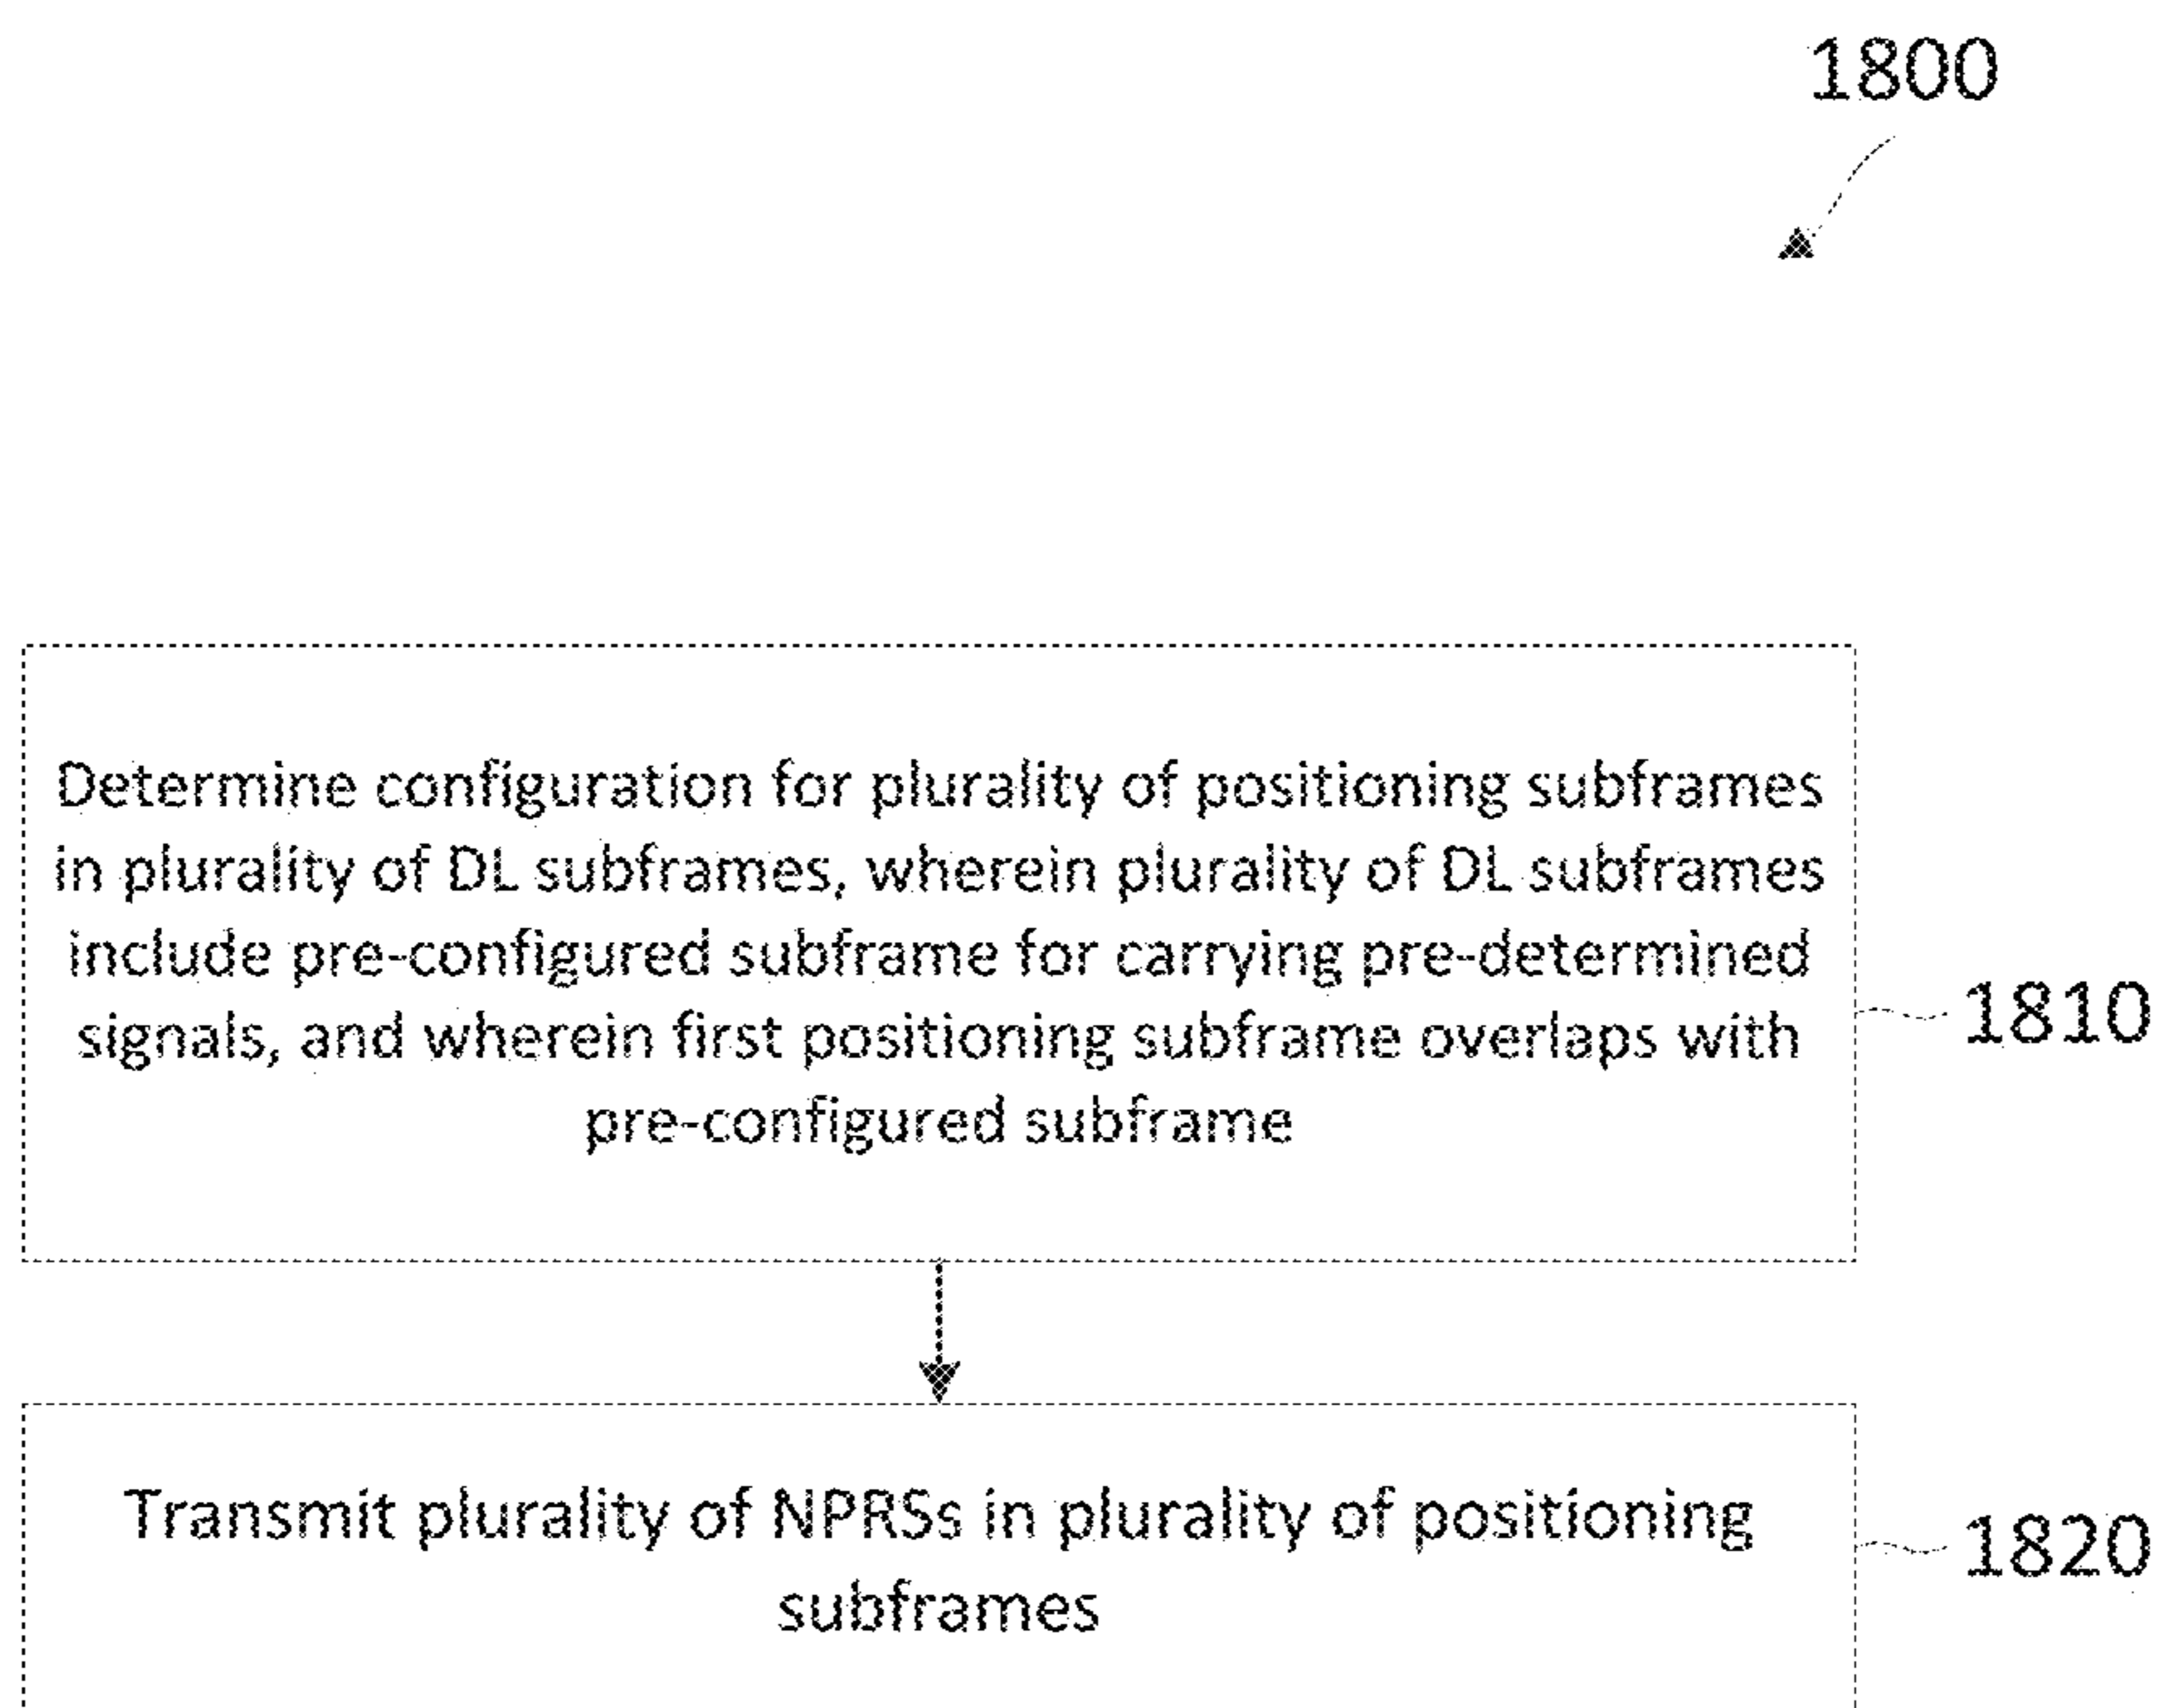 1800
Determine configuration for plurality of positioning subframes
in plurality of DL subframes, wherein plurality of DL subframes
include pre-configured subframe for carrying pre-determined
signals, and wherein first positioning subframe overlaps with
pre-configured subframe
1810
Transmit plurality of NPRSs in plurality of positioning
subframes
1820